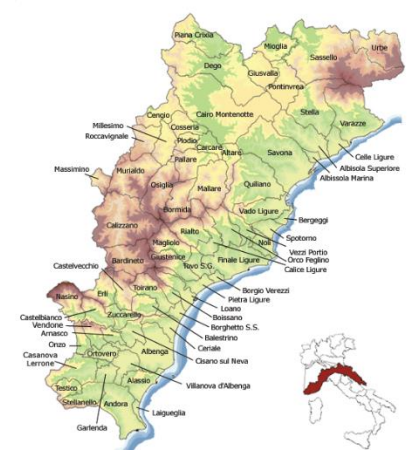 Piana Crixia
Mioglia
Urbe
Sassello
Dego
Giusvalla
Pontinvrea
Cengio
Cairo Montenotte
Stella
Millesimo
Cosseria
Varazze
Roccavignale
Plodio
Carcare
Altare
Savona
Celle Ligure
Pallare
Albisola Superiore
Massimino
Murialdo
Albissola Marina
Osiglia
Mallare
Quiliano
Bormida
Vado Ligure
Calizzano
Bergeggi
Rialto
Spotorno
Magliolo
Noli
Vezzi Portio
Castelvecchio
Bardineto
Giustenice
Orco Feglino
Tovo S.G.
Finale Ligure
Calice Ligure
Toirano
Nasino
Erli
Borgio Verezzi
Pietra Ligure
Castelbianco
Zuccarello
Loano
Vendone
Boissano
Arnasco
Borghetto S.S.
Onzo
Balestrino
Casanova
Lerrone
Ortovero
Albenga
Ceriale
Cisano sul Neva
Testico
Alassio
Villanova d'Albenga
Stellanello
Andora
Laigueglia
Garlenda